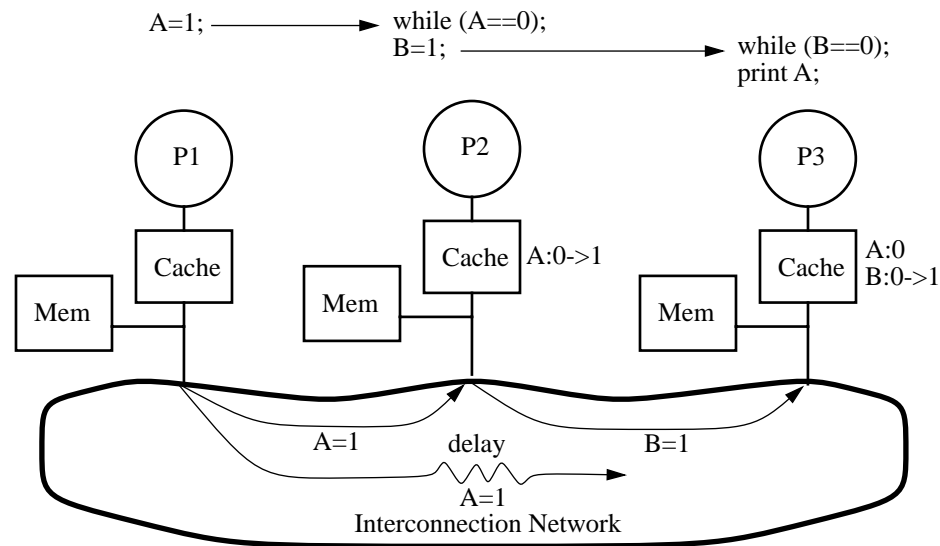 A=1;
while (A==0);
B=1;
while (B==0);
print A;
P1
P2
P3
Cache
Cache
A:0->1
Cache
A:0
B:0->1
Mem
Mem
Mem
A=1
delay
B=1
A=1
Interconnection Network